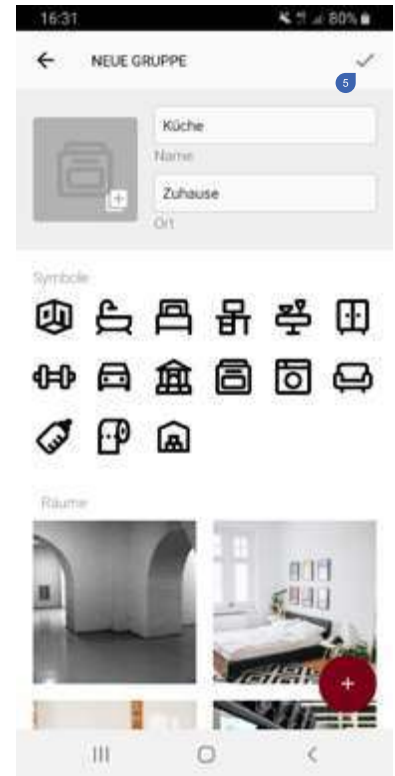 16:31 80%
NEUE GRUPPE
5
Küche
Name
Zuhause
Ort
Symbole
Räume